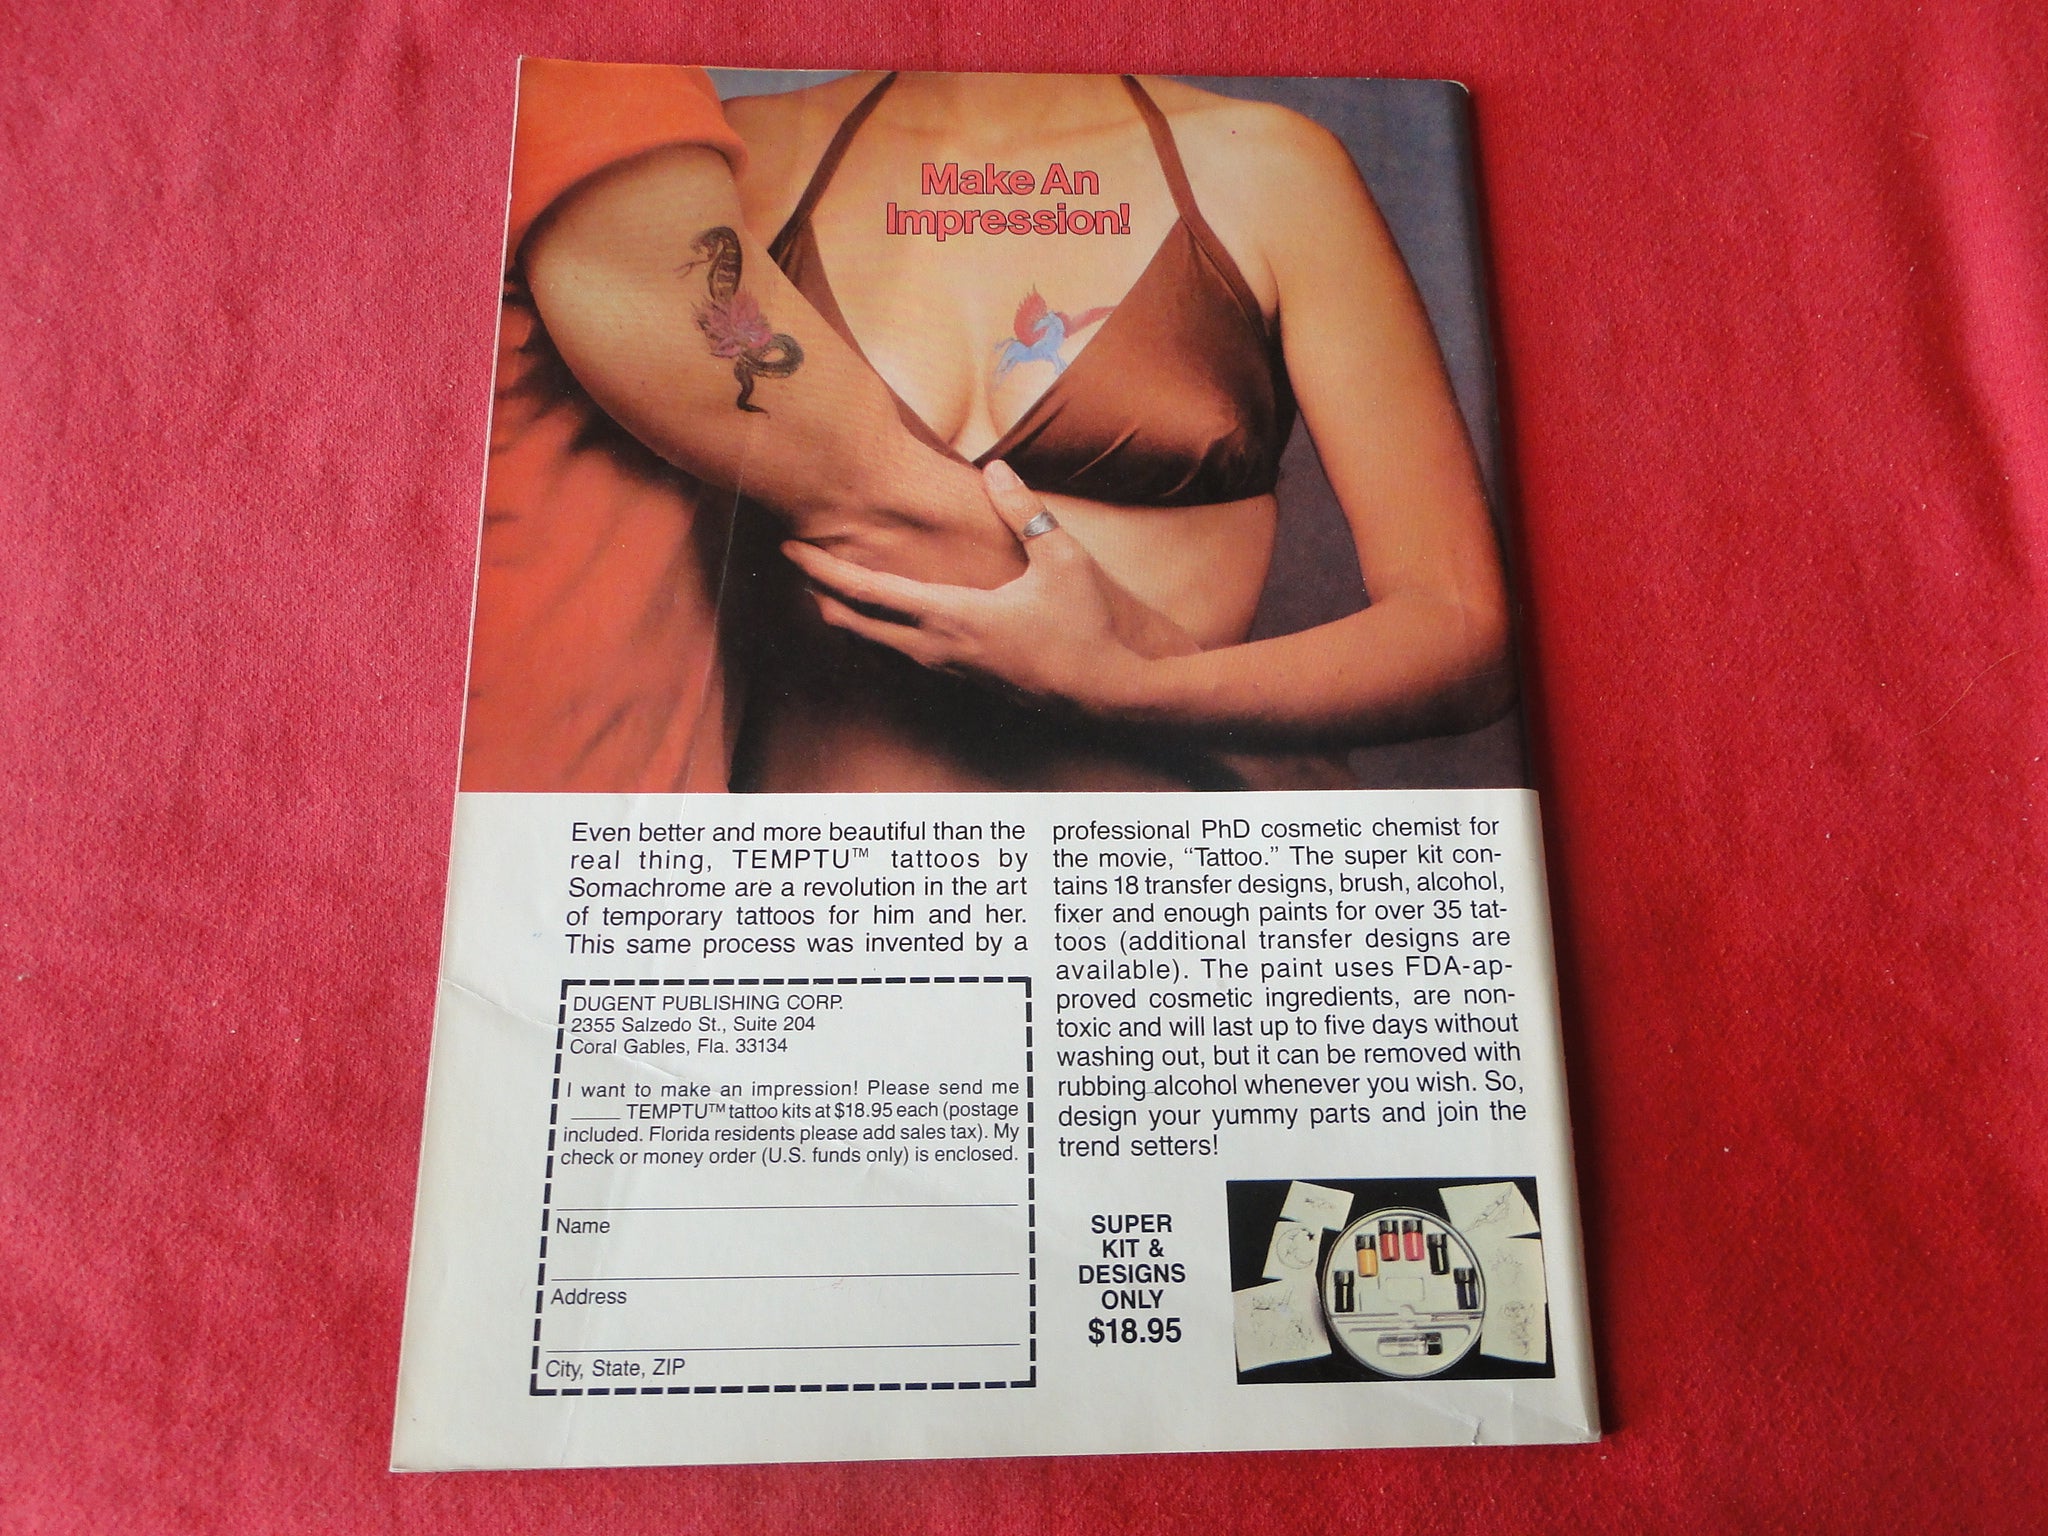 Make An
Impression!
Even better and more beautiful than the
real thing, TEMPTU™ tattoos by
Somachrome are a revolution in the art
of temporary tattoos for him and her.
This same process was invented by a
professional PhD cosmetic chemist for
the movie, “Tattoo.” The super kit con-
tains 18 transfer designs, brush, alcohol,
fixer and enough paints for over 35 tat-
toos (additional transfer designs are
available). The paint uses FDA-ap-
proved cosmetic ingredients, are non-
toxic and will last up to five days without
washing out, but it can be removed with
rubbing alcohol whenever you wish. So,
design your yummy parts and join the
trend setters!
DUGENT PUBLISHING CORP.
2355 Salzedo St., Suite 204
Coral Gables, Fla. 33134
I want to make an impression! Please send me
_____ TEMPTU™ tattoo kits at $18.95 each (postage
included. Florida residents please add sales tax). My
check or money order (U.S. funds only) is enclosed.
Name
Address
City, State, ZIP
SUPER
KIT &
DESIGNS
ONLY
$18.95